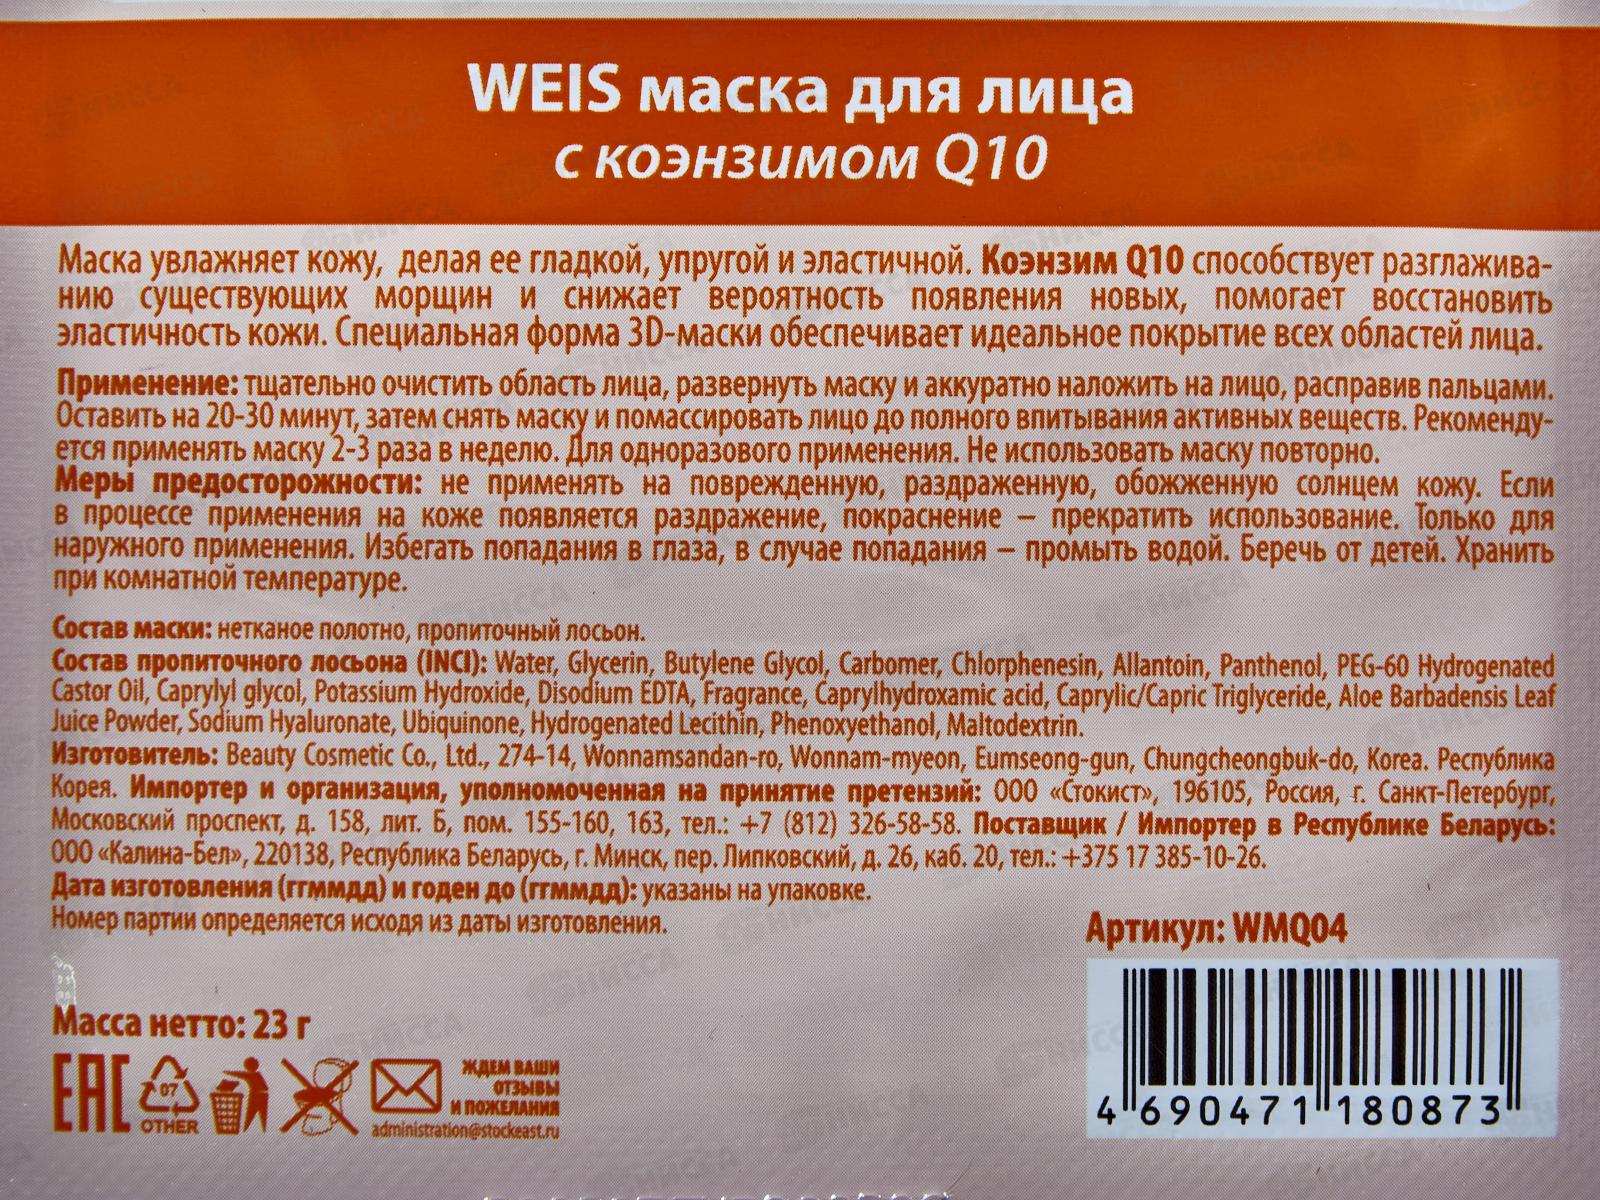 WEIS маска для лица
с коэнзимом Q10
Маска увлажняет кожу, делая ее гладкой, упругой и эластичной. Коэнзим Q10 способствует разглажива-
нию существующих морщин и снижает вероятность появления новых, помогает восстановить
эластичность кожи. Специальная форма 3D-маски обеспечивает идеальное покрытие всех областей лица.
Применение: тщательно очистить область лица, развернуть маску и аккуратно наложить на лицо, расправив пальцами.
Оставить на 20-30 минут, затем снять маску и помассировать лицо до полного впитывания активных веществ. Рекоменду-
ется применять маску 2-3 раза в неделю. Для одноразового применения. Не использовать маску повторно.
Меры предосторожности: не применять на поврежденную, раздраженную, обожженную солнцем кожу. Если
в процессе применения на коже появляется раздражение, покраснение – прекратить использование. Только для
наружного применения. Избегать попадания в глаза, в случае попадания – промыть водой. Беречь от детей. Хранить
при комнатной температуре.
Состав маски: нетканое полотно, пропиточный лосьон.
Состав пропиточного лосьона (INCI): Water, Glycerin, Butylene Glycol, Carbomer, Chlorphenesin, Allantoin, Panthenol, PEG-60 Hydrogenated
Castor Oil, Caprylyl glycol, Potassium Hydroxide, Disodium EDTA, Fragrance, Caprylhydroxamic acid, Caprylic/Capric Triglyceride, Aloe Barbadensis Leaf
Juice Powder, Sodium Hyaluronate, Ubiquinone, Hydrogenated Lecithin, Phenoxyethanol, Maltodextrin.
Изготовитель: Beauty Cosmetic Co., Ltd., 274-14, Wonnamsandan-ro, Wonnam-myeon, Eumseong-gun, Chungcheongbuk-do, Korea. Республика
Корея. Импортер и организация, уполномоченная на принятие претензий: ООО «Стокист», 196105, Россия, г. Санкт-Петербург,
Московский проспект, д. 158, лит. Б, пом. 155-160, 163, тел.: +7 (812) 326-58-58. Поставщик / Импортер в Республике Беларусь:
ООО «Калина-Бел», 220138, Республика Беларусь, г. Минск, пер. Липковский, д. 26, каб. 20, тел.: +375 17 385-10-26.
Дата изготовления (ггммдд) и годен до (ггммдд): указаны на упаковке.
Номер партии определяется исходя из даты изготовления.
Артикул: WMQ04
Масса нетто: 23 г
EAC
07
OTHER
ЖДЕМ ВАШИ
ОТЗЫВЫ
И ПОЖЕЛАНИЯ
administration@stockeast.ru
4 690471 180873